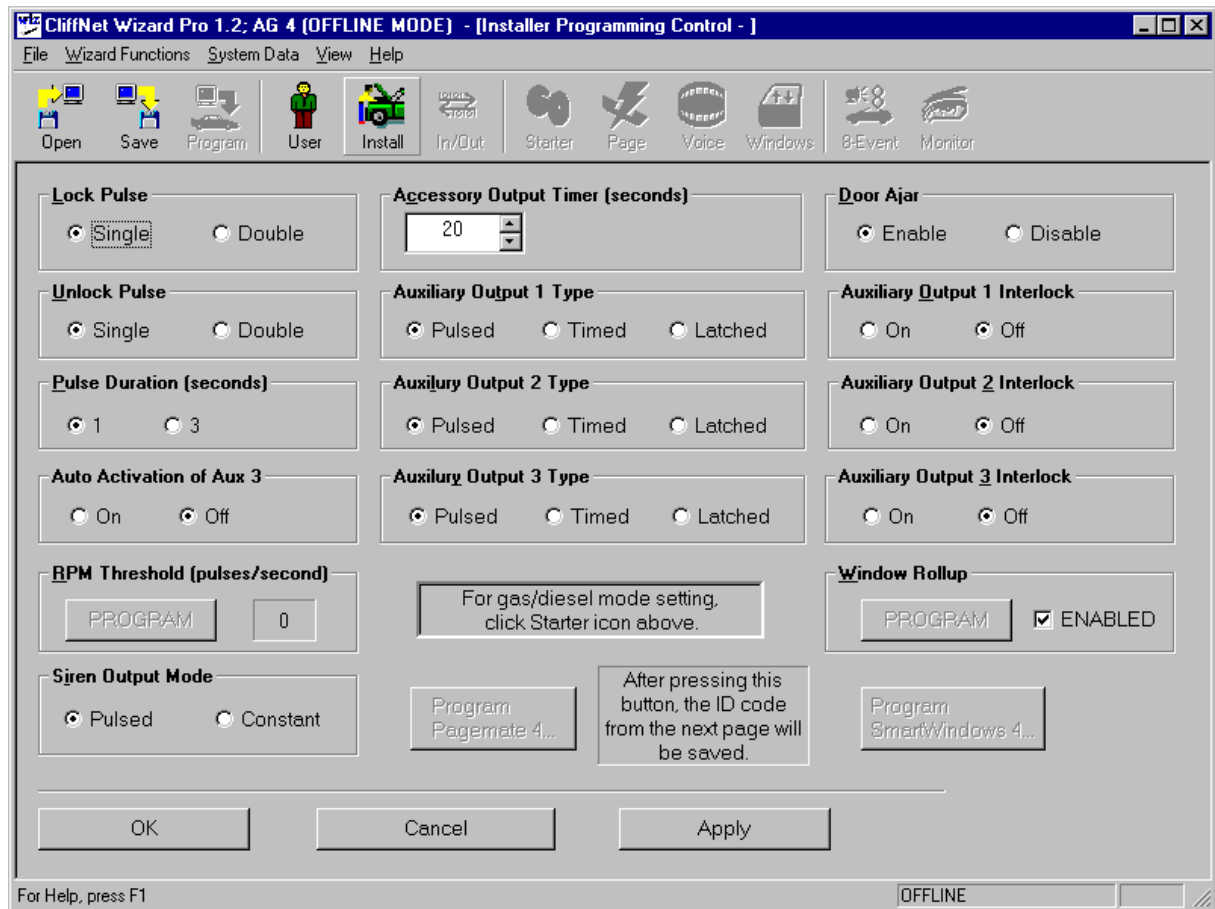 CliffNet Wizard Pro 1.2; AG 4 (OFFLINE MODE) - [Installer Programming Control - ]
File Wizard Functions System Data View Help
Open Save Program User Install In/Out Starter Page Voice Windows 8-Event Monitor
Lock Pulse
Single Double
Accessory Output Timer (seconds)
20
Door Ajar
Enable Disable
Unlock Pulse
Single Double
Auxiliary Output 1 Type
Pulsed Timed Latched
Auxiliary Output 1 Interlock
On Off
Pulse Duration (seconds)
1 3
Auxilury Output 2 Type
Pulsed Timed Latched
Auxiliary Output 2 Interlock
On Off
Auto Activation of Aux 3
On Off
Auxilury Output 3 Type
Pulsed Timed Latched
Auxiliary Output 3 Interlock
On Off
RPM Threshold (pulses/second)
PROGRAM 0
For gas/diesel mode setting,
click Starter icon above.
Window Rollup
PROGRAM ENABLED
Siren Output Mode
Pulsed Constant
Program
Pagemate 4...
After pressing this
button, the ID code
from the next page will
be saved.
Program
SmartWindows 4...
OK Cancel Apply
For Help, press F1 OFFLINE